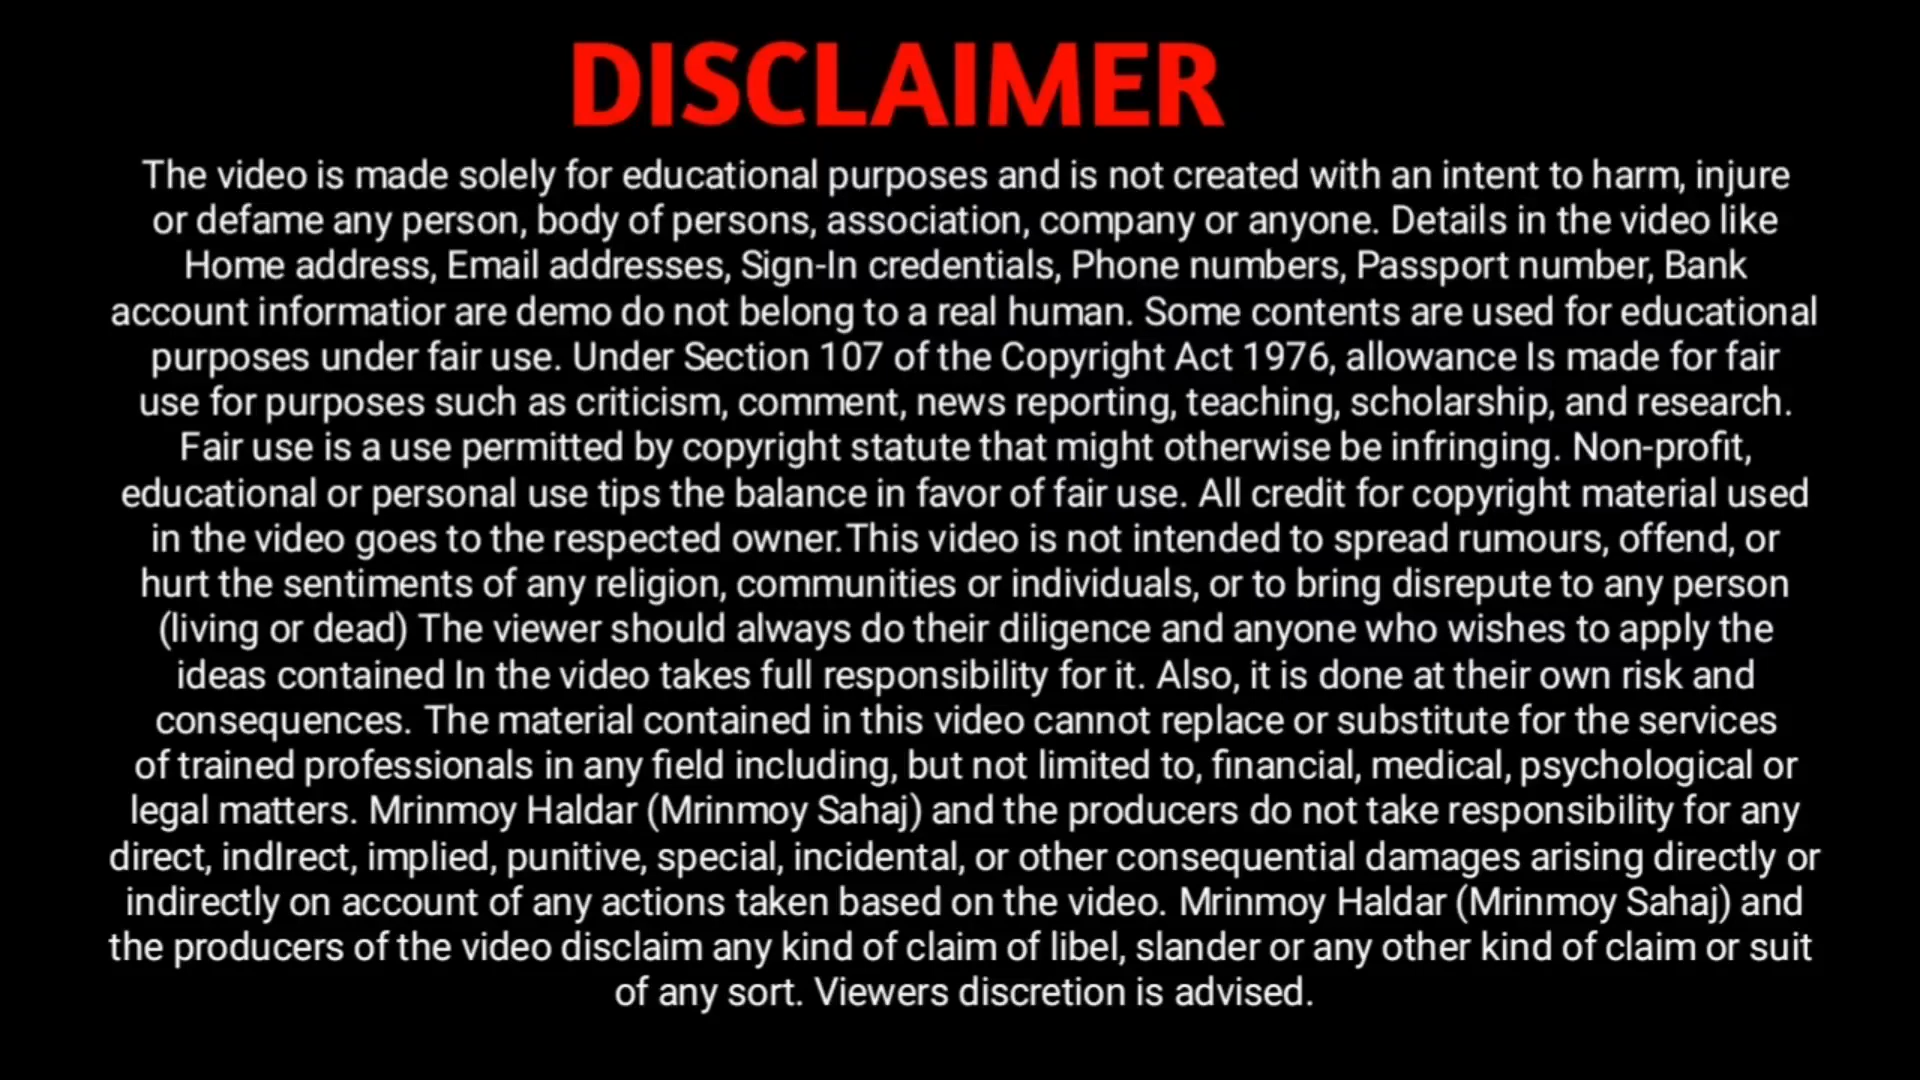 DISCLAIMER
The video is made solely for educational purposes and is not created with an intent to harm, injure
or defame any person, body of persons, association, company or anyone. Details in the video like
Home address, Email addresses, Sign-In credentials, Phone numbers, Passport number, Bank
account informatior are demo do not belong to a real human. Some contents are used for educational
purposes under fair use. Under Section 107 of the Copyright Act 1976, allowance Is made for fair
use for purposes such as criticism, comment, news reporting, teaching, scholarship, and research.
Fair use is a use permitted by copyright statute that might otherwise be infringing. Non-profit,
educational or personal use tips the balance in favor of fair use. All credit for copyright material used
in the video goes to the respected owner.This video is not intended to spread rumours, offend, or
hurt the sentiments of any religion, communities or individuals, or to bring disrepute to any person
(living or dead) The viewer should always do their diligence and anyone who wishes to apply the
ideas contained In the video takes full responsibility for it. Also, it is done at their own risk and
consequences. The material contained in this video cannot replace or substitute for the services
of trained professionals in any field including, but not limited to, financial, medical, psychological or
legal matters. Mrinmoy Haldar (Mrinmoy Sahaj) and the producers do not take responsibility for any
direct, indIrect, implied, punitive, special, incidental, or other consequential damages arising directly or
indirectly on account of any actions taken based on the video. Mrinmoy Haldar (Mrinmoy Sahaj) and
the producers of the video disclaim any kind of claim of libel, slander or any other kind of claim or suit
of any sort. Viewers discretion is advised.